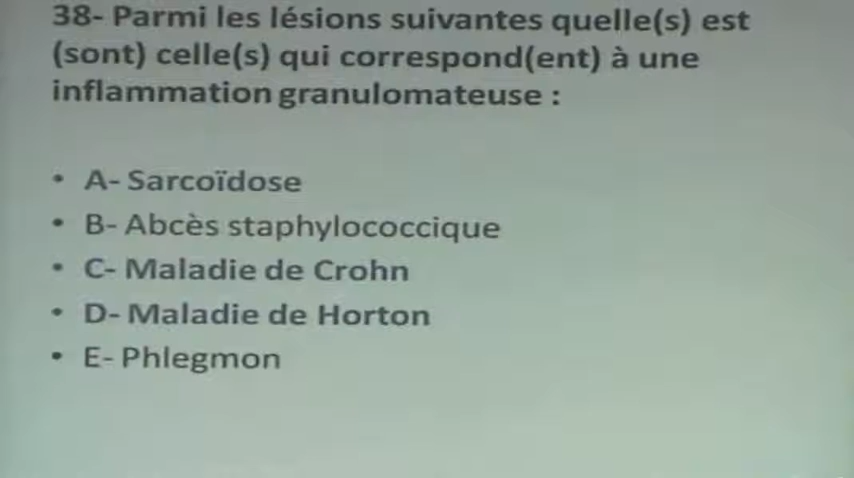 38- Parmi les lésions suivantes quelle(s) est
(sont) celle(s) qui correspond(ent) à une
inflammation granulomateuse :
• A- Sarcoïdose
• B- Abcès staphylococcique
• C- Maladie de Crohn
• D- Maladie de Horton
• E- Phlegmon